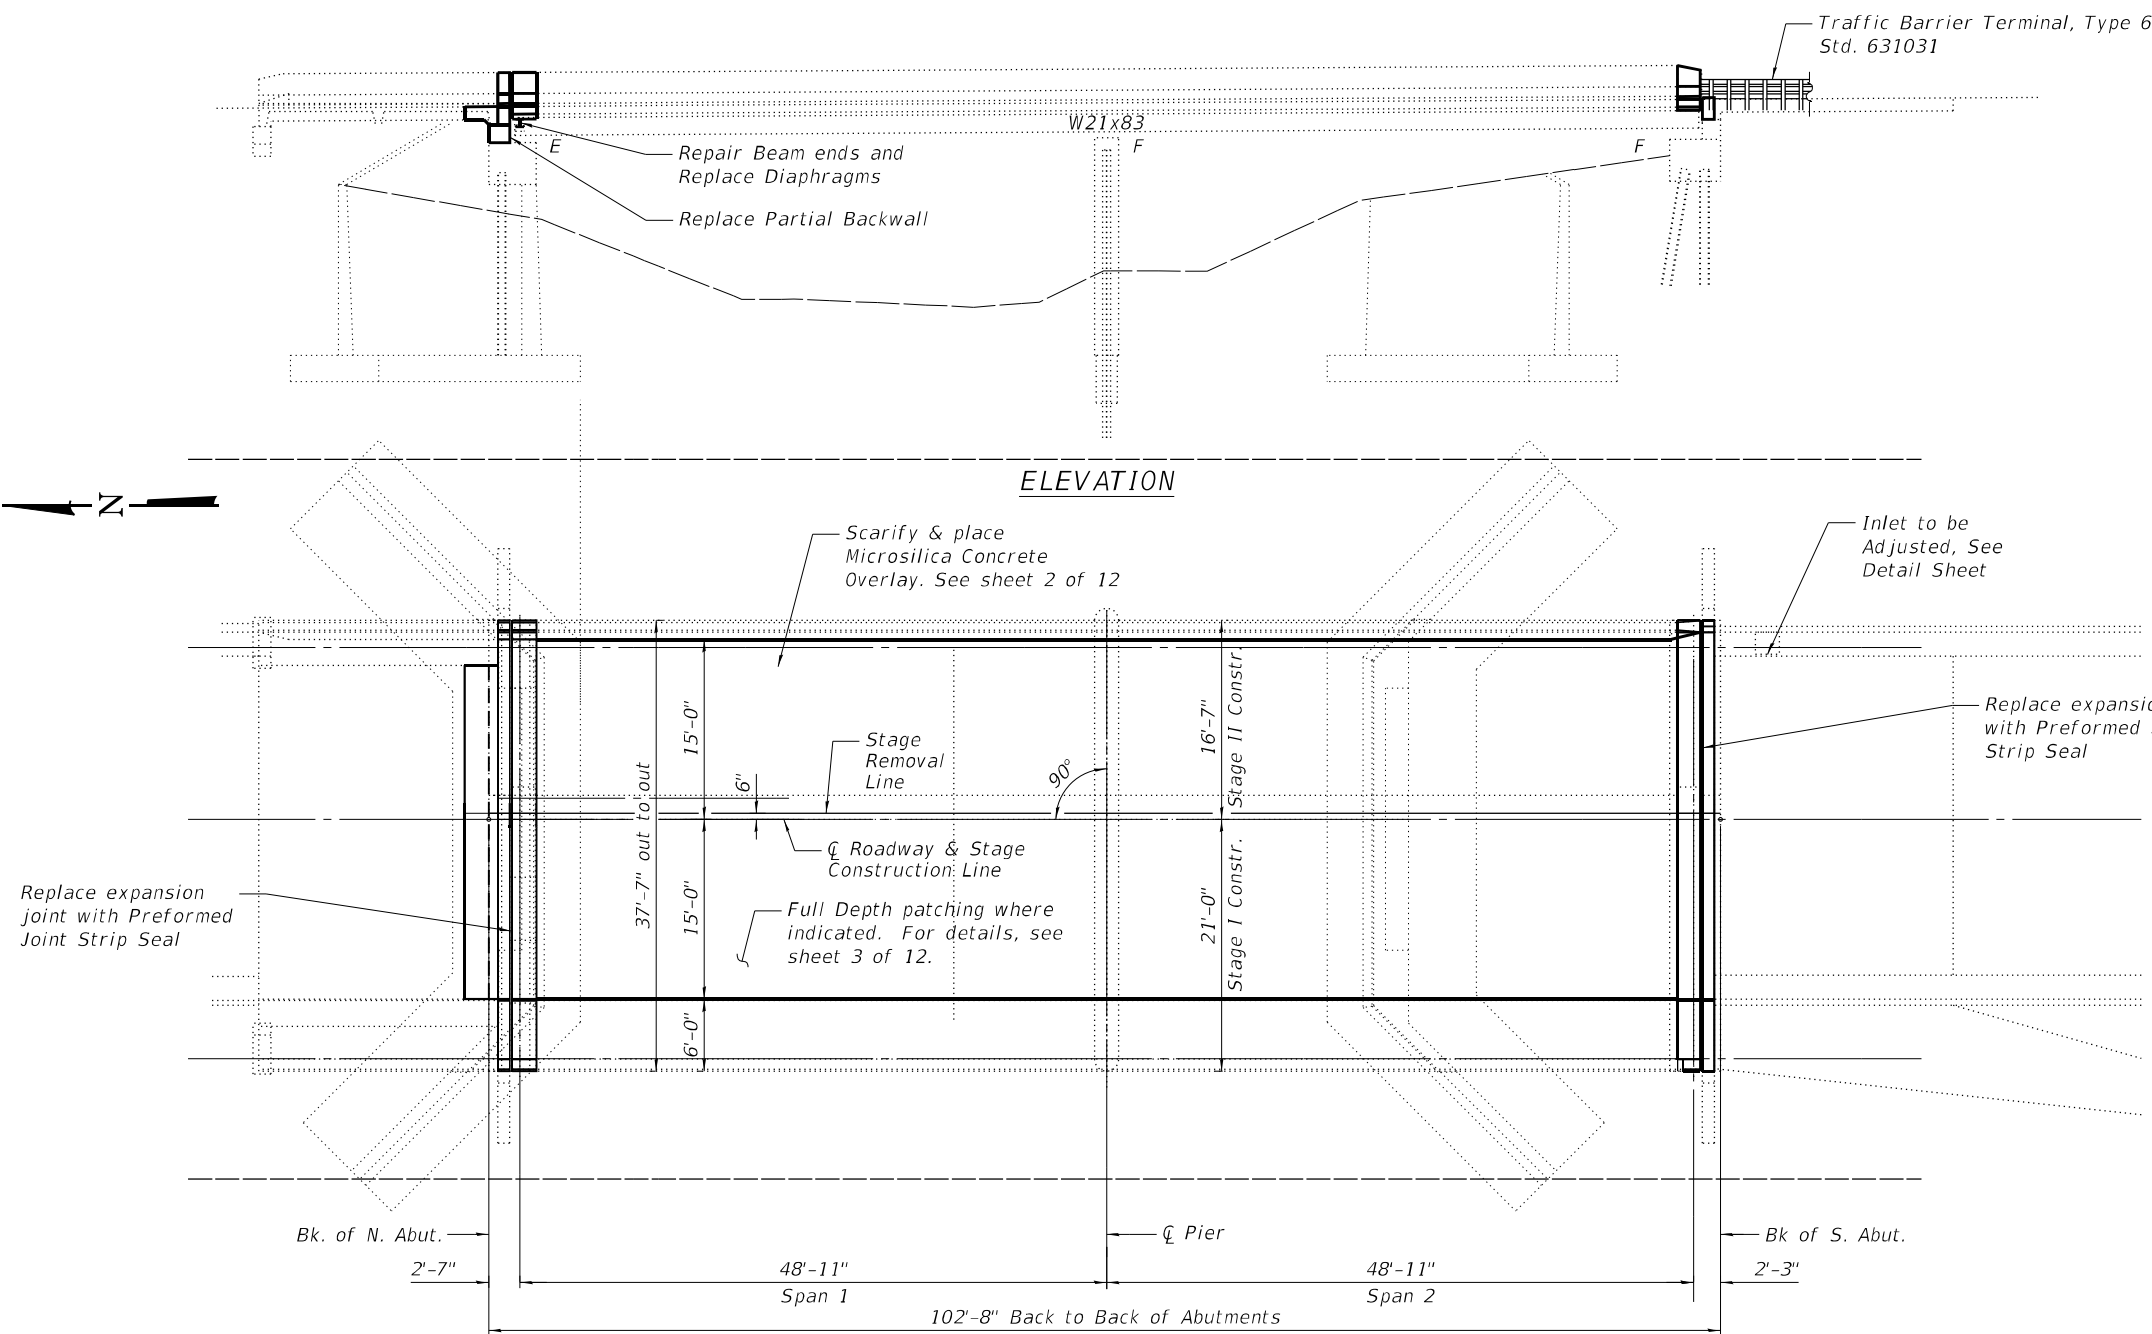 Traffic Barrier Terminal, Type 6
Std. 631031
W21x83
E
F
F
Repair Beam ends and
Replace Diaphragms
Replace Partial Backwall
ELEVATION
N
Scarify & place
Microsilica Concrete
Overlay. See sheet 2 of 12
Inlet to be
Adjusted, See
Detail Sheet
Replace expansio
with Preformed
Strip Seal
Stage
Removal
Line
15'-0"
6"
37'-7" out to out
90°
16'-7"
Stage II Constr.
℄ Roadway & Stage
Construction Line
Replace expansion
joint with Preformed
Joint Strip Seal
15'-0"
Full Depth patching where
indicated. For details, see
sheet 3 of 12.
21'-0"
Stage I Constr.
6'-0"
Bk. of N. Abut.
℄ Pier
Bk of S. Abut.
2'-7"
48'-11"
48'-11"
2'-3"
Span 1
Span 2
102'-8" Back to Back of Abutments